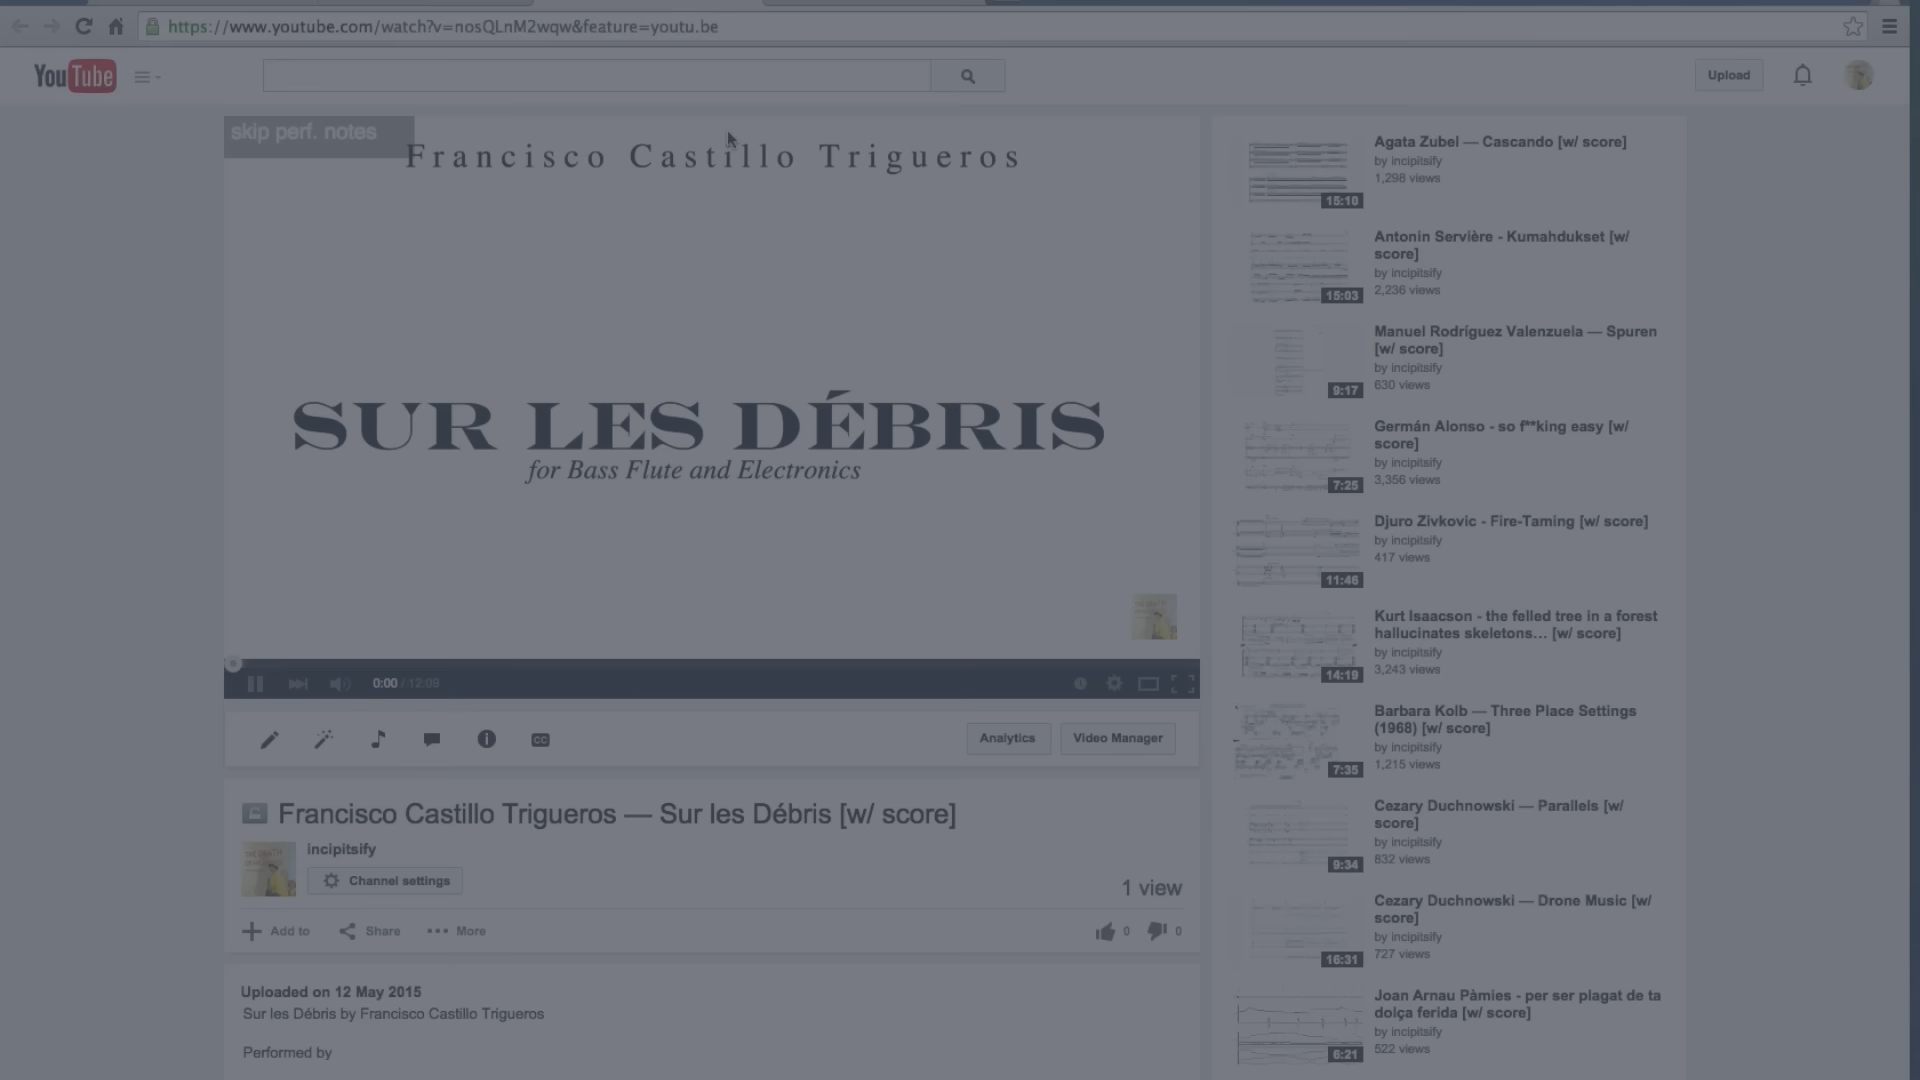 https://www.youtube.com/watch?v=nosQLnM2wqw&feature=youtu.be
YouTube
Upload
skip perf. notes
Francisco Castillo Trigueros
SUR LES DÉBRIS
for Bass Flute and Electronics
0:00 / 12:09
CC
Analytics
Video Manager
Francisco Castillo Trigueros — Sur les Débris [w/ score]
incipitsify
Channel settings
1 view
Add to
Share
More
0
0
Uploaded on 12 May 2015
Sur les Débris by Francisco Castillo Trigueros
Performed by
15:10
Agata Zubel — Cascando [w/ score]
by incipitsify
1,298 views
15:03
Antonin Servière - Kumahdukset [w/
score]
by incipitsify
2,236 views
9:17
Manuel Rodríguez Valenzuela — Spuren
[w/ score]
by incipitsify
630 views
7:25
Germán Alonso - so f**king easy [w/
score]
by incipitsify
3,356 views
11:46
Djuro Zivkovic - Fire-Taming [w/ score]
by incipitsify
417 views
14:19
Kurt Isaacson - the felled tree in a forest
hallucinates skeletons... [w/ score]
by incipitsify
3,243 views
7:35
Barbara Kolb — Three Place Settings
(1968) [w/ score]
by incipitsify
1,215 views
9:34
Cezary Duchnowski — Parallels [w/
score]
by incipitsify
832 views
16:31
Cezary Duchnowski — Drone Music [w/
score]
by incipitsify
727 views
6:21
Joan Arnau Pàmies - per ser plagat de ta
dolça ferida [w/ score]
by incipitsify
522 views